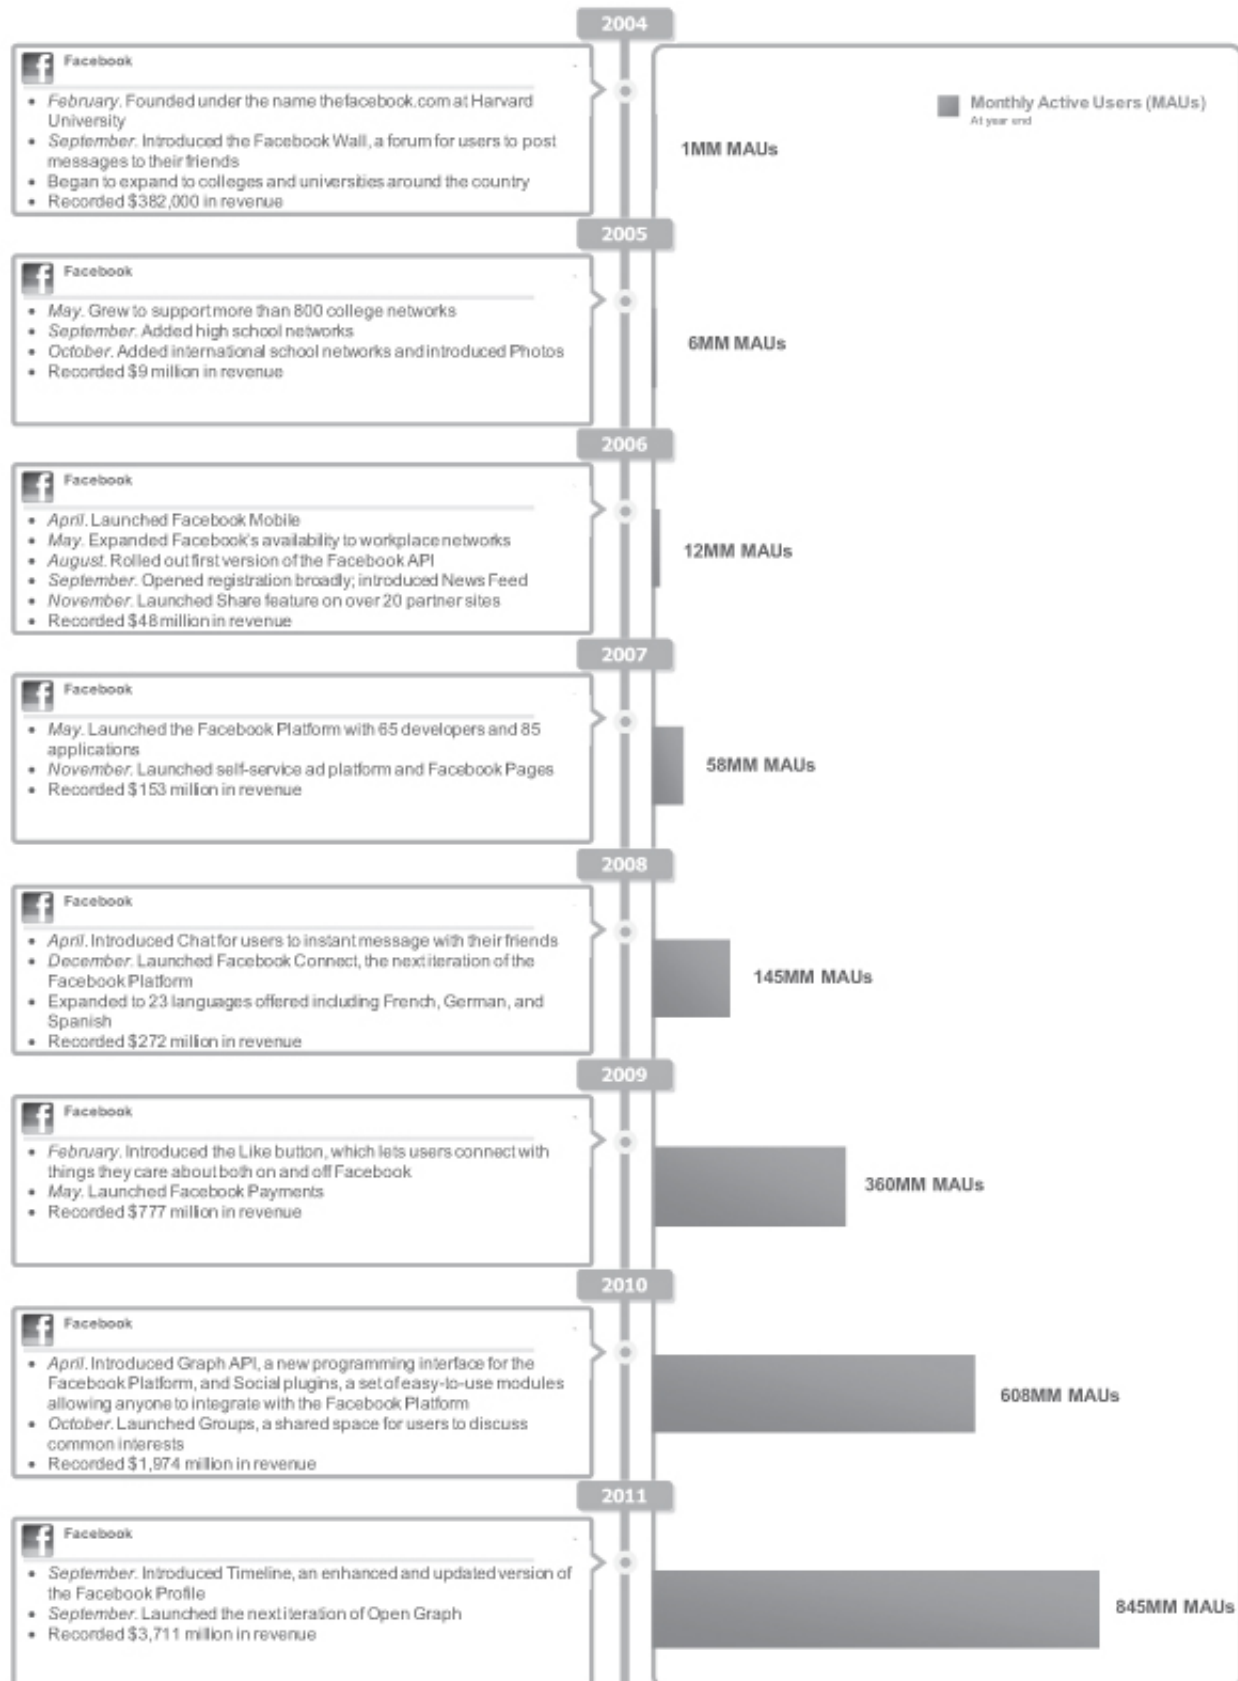 2004
Facebook
• February. Founded under the name thefacebook.com at Harvard
University
• September. Introduced the Facebook Wall, a forum for users to post
messages to their friends
• Began to expand to colleges and universities around the country
• Recorded $382,000 in revenue
Monthly Active Users (MAUs)
At year end
1MM MAUs
2005
Facebook
• May. Grew to support more than 800 college networks
• September. Added high school networks
• October. Added international school networks and introduced Photos
• Recorded $9 million in revenue
6MM MAUs
2006
Facebook
• April. Launched Facebook Mobile
• May. Expanded Facebook's availability to workplace networks
• August. Rolled out first version of the Facebook API
• September. Opened registration broadly; introduced News Feed
• November. Launched Share feature on over 20 partner sites
• Recorded $48 million in revenue
12MM MAUs
2007
Facebook
• May. Launched the Facebook Platform with 65 developers and 85
applications
• November. Launched self-service ad platform and Facebook Pages
• Recorded $153 million in revenue
58MM MAUs
2008
Facebook
• April. Introduced Chat for users to instant message with their friends
• December. Launched Facebook Connect, the next iteration of the
Facebook Platform
• Expanded to 23 languages offered including French, German, and
Spanish
• Recorded $272 million in revenue
145MM MAUs
2009
Facebook
• February. Introduced the Like button, which lets users connect with
things they care about both on and off Facebook
• May. Launched Facebook Payments
• Recorded $777 million in revenue
360MM MAUs
2010
Facebook
• April. Introduced Graph API, a new programming interface for the
Facebook Platform, and Social plugins, a set of easy-to-use modules
allowing anyone to integrate with the Facebook Platform
• October. Launched Groups, a shared space for users to discuss
common interests
• Recorded $1,974 million in revenue
608MM MAUs
2011
Facebook
• September. Introduced Timeline, an enhanced and updated version of
the Facebook Profile
• September. Launched the next iteration of Open Graph
• Recorded $3,711 million in revenue
845MM MAUs